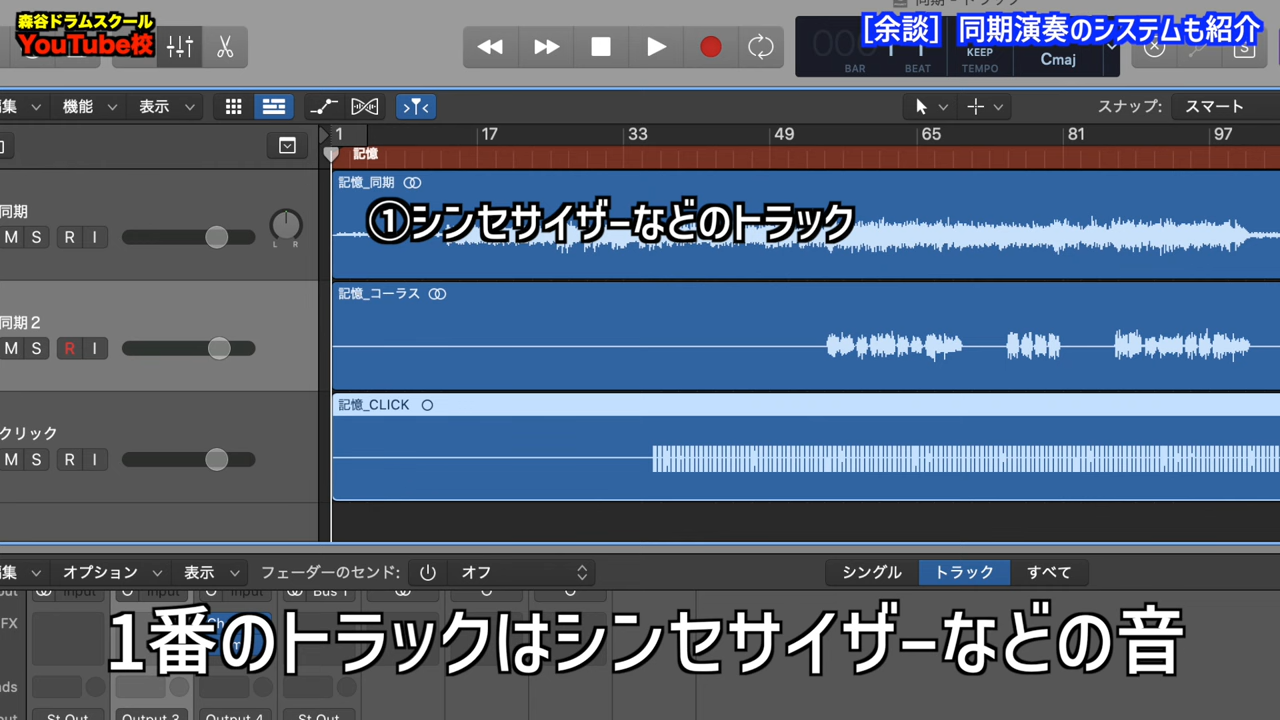 森谷ドラムスクール
YouTube校
[余談] 同期演奏のシステムも紹介
BAR
BEAT
KEEP
TEMPO
Cmaj
集
機能
表示
スナップ: スマート
1 17 33 49 65 81 97
記憶
同期
M S R I
L R
記憶_同期
①シンセサイザーなどのトラック
同期2
M S R I
記憶_コーラス
クリック
M S R I
記憶_CLICK
集 オプション 表示 フェーダーのセンド: オフ シングル トラック すべて
Bus 1
FX
1番のトラックはシンセサイザーなどの音
St Out Output 3 Output 4 St Out